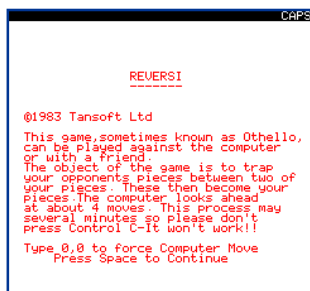 CAPS
REVERSI
-------
©1983 Tansoft Ltd
This game,sometimes known as Othello,
can be played against the computer
or with a friend.
The object of the game is to trap
your opponents pieces between two of
your pieces. These then become your
pieces.The computer looks ahead
at about 4 moves. This process may
several minutes so please don't
press Control C-It won't work!!
Type 0,0 to force Computer Move
Press Space to Continue